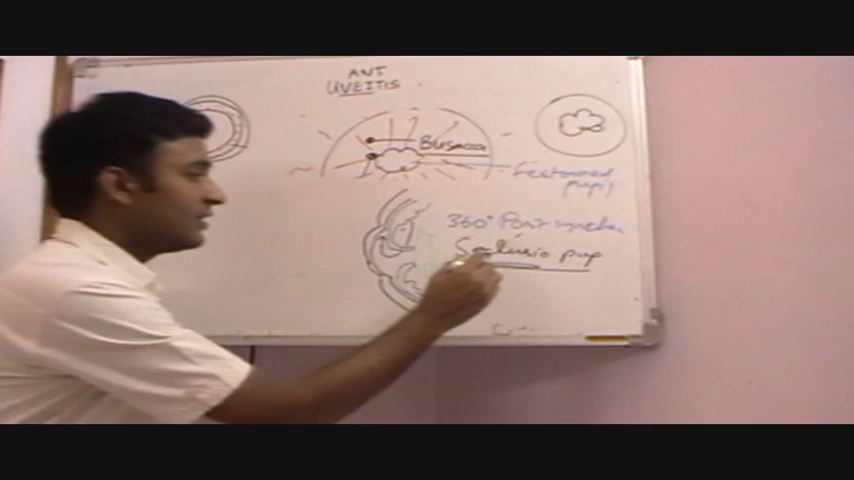 ANT
UVEITIS
Busacca
Festooned
pupil
360° Post synechia
Seclusio pup